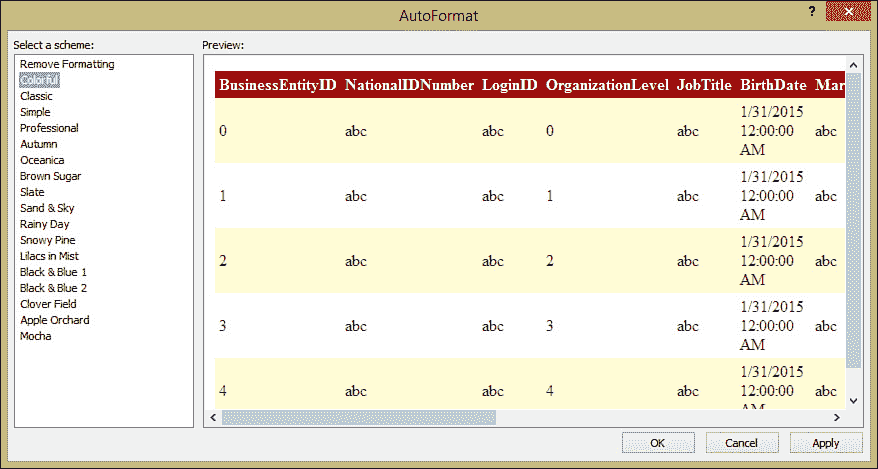 AutoFormat
?
Select a scheme:
Remove Formatting
Colorful
Classic
Simple
Professional
Autumn
Oceanica
Brown Sugar
Slate
Sand & Sky
Rainy Day
Snowy Pine
Lilacs in Mist
Black & Blue 1
Black & Blue 2
Clover Field
Apple Orchard
Mocha
Preview:
BusinessEntityID NationalIDNumber LoginID OrganizationLevel JobTitle BirthDate Mar
0 abc abc 0 abc 1/31/2015 12:00:00 AM abc
1 abc abc 1 abc 1/31/2015 12:00:00 AM abc
2 abc abc 2 abc 1/31/2015 12:00:00 AM abc
3 abc abc 3 abc 1/31/2015 12:00:00 AM abc
4 abc abc 4 abc 1/31/2015 12:00:00 AM abc
OK Cancel Apply